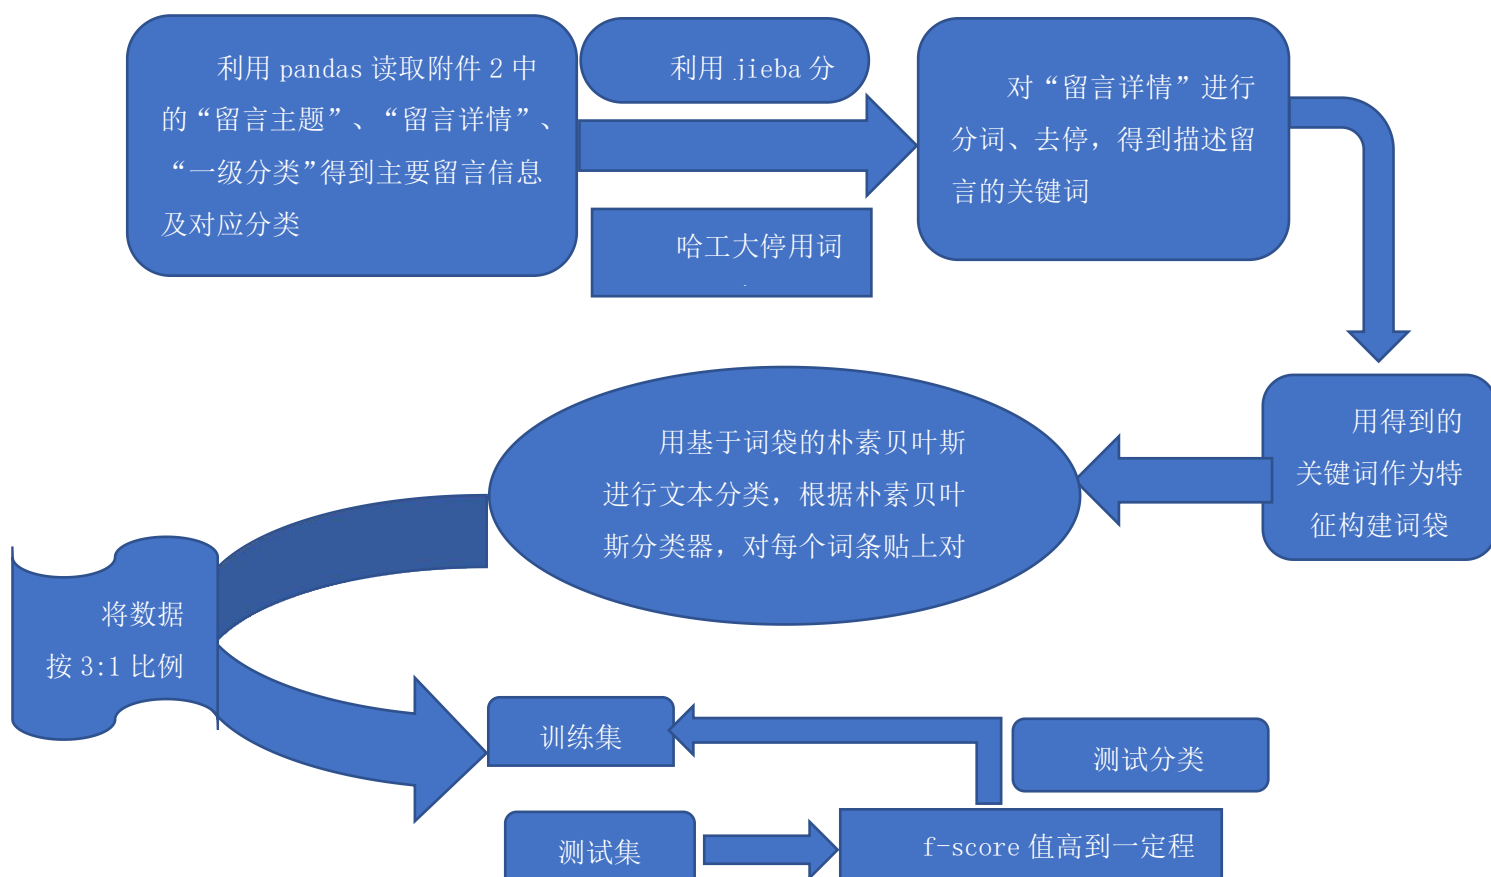 利用 pandas 读取附件 2 中
的“留言主题”、“留言详情”、
“一级分类”得到主要留言信息
及对应分类
利用 jieba 分
哈工大停用词
对“留言详情”进行
分词、去停，得到描述留
言的关键词
用得到的
关键词作为特
征构建词袋
用基于词袋的朴素贝叶斯
进行文本分类，根据朴素贝叶
斯分类器，对每个词条贴上对
将数据
按 3:1 比例
训练集
测试分类
测试集
f-score 值高到一定程